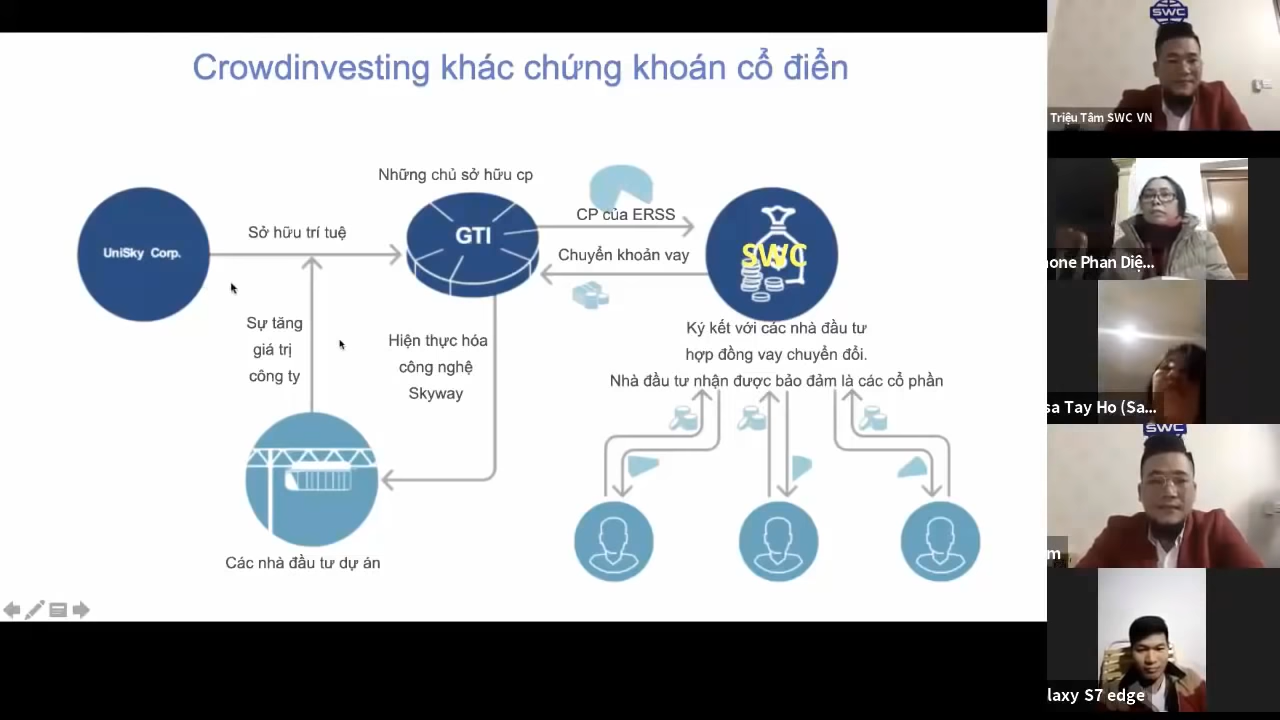 Crowdinvesting khác chứng khoán cổ điển
Những chủ sở hữu cp
UniSky Corp.
Sở hữu trí tuệ
GTI
CP của ERSS
Chuyển khoản vay
SWC
Sự tăng
giá trị
công ty
Hiện thực hóa
công nghệ
Skyway
Ký kết với các nhà đầu tư
hợp đồng vay chuyển đổi.
Nhà đầu tư nhận được bảo đảm là các cổ phần
Các nhà đầu tư dự án
SWC
Triệu Tâm SWC VN
one Phan Diệ...
sa Tay Ho (Sa...
SWC
m
laxy S7 edge